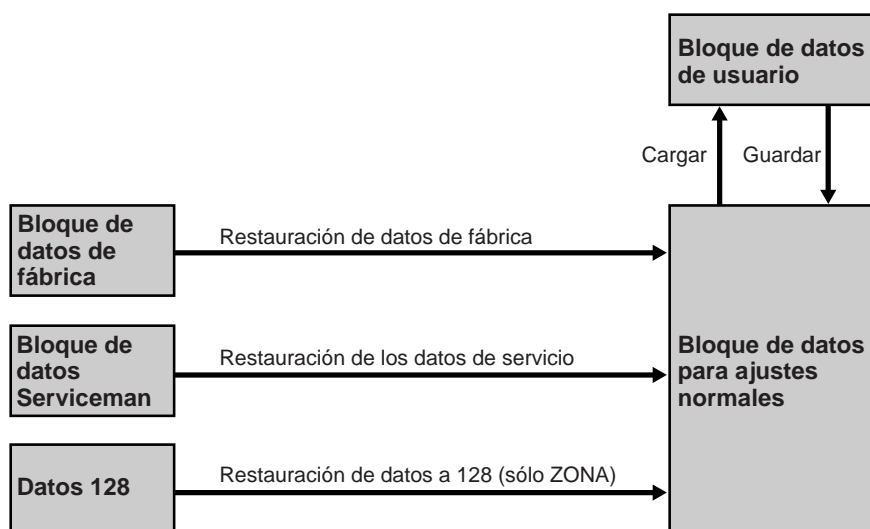 Bloque de datos
de usuario
Cargar
Guardar
Bloque de
datos de
fábrica
Restauración de datos de fábrica
Bloque de
datos
Serviceman
Restauración de los datos de servicio
Bloque de datos
para ajustes
normales
Datos 128
Restauración de datos a 128 (sólo ZONA)